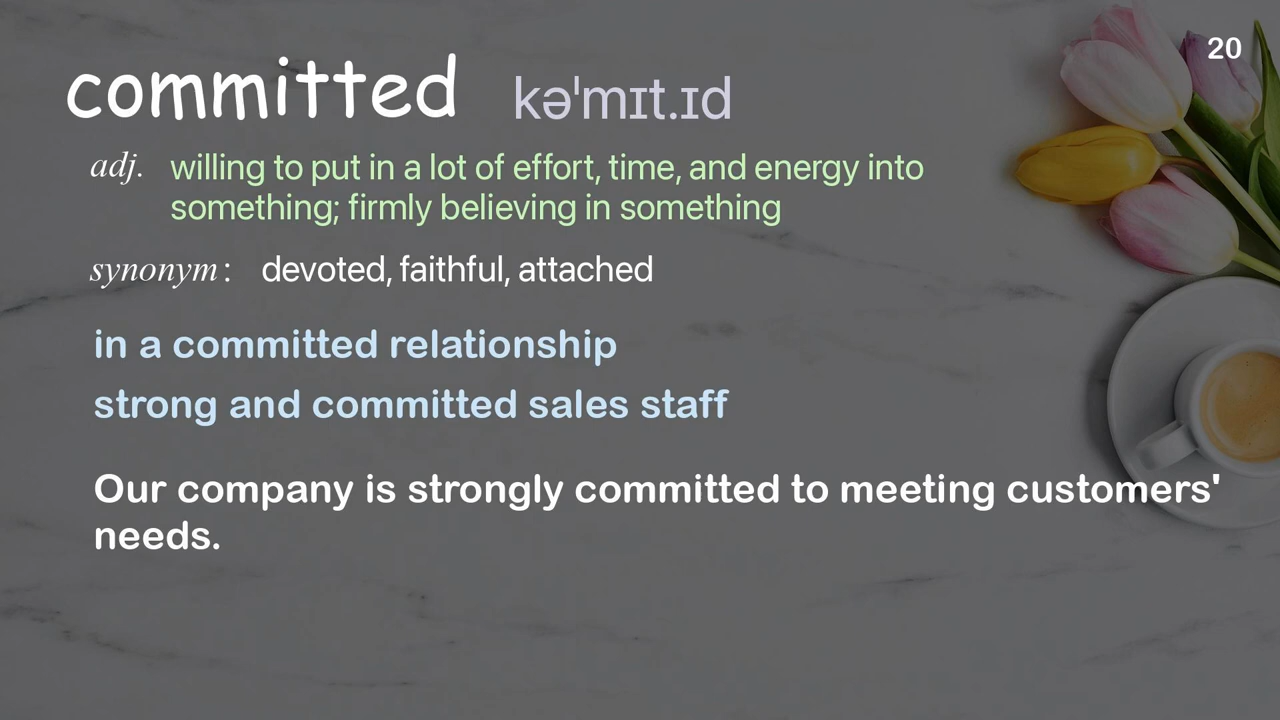 20
committed kəˈmɪt.ɪd
adj. willing to put in a lot of effort, time, and energy into
something; firmly believing in something
synonym: devoted, faithful, attached
in a committed relationship
strong and committed sales staff
Our company is strongly committed to meeting customers'
needs.